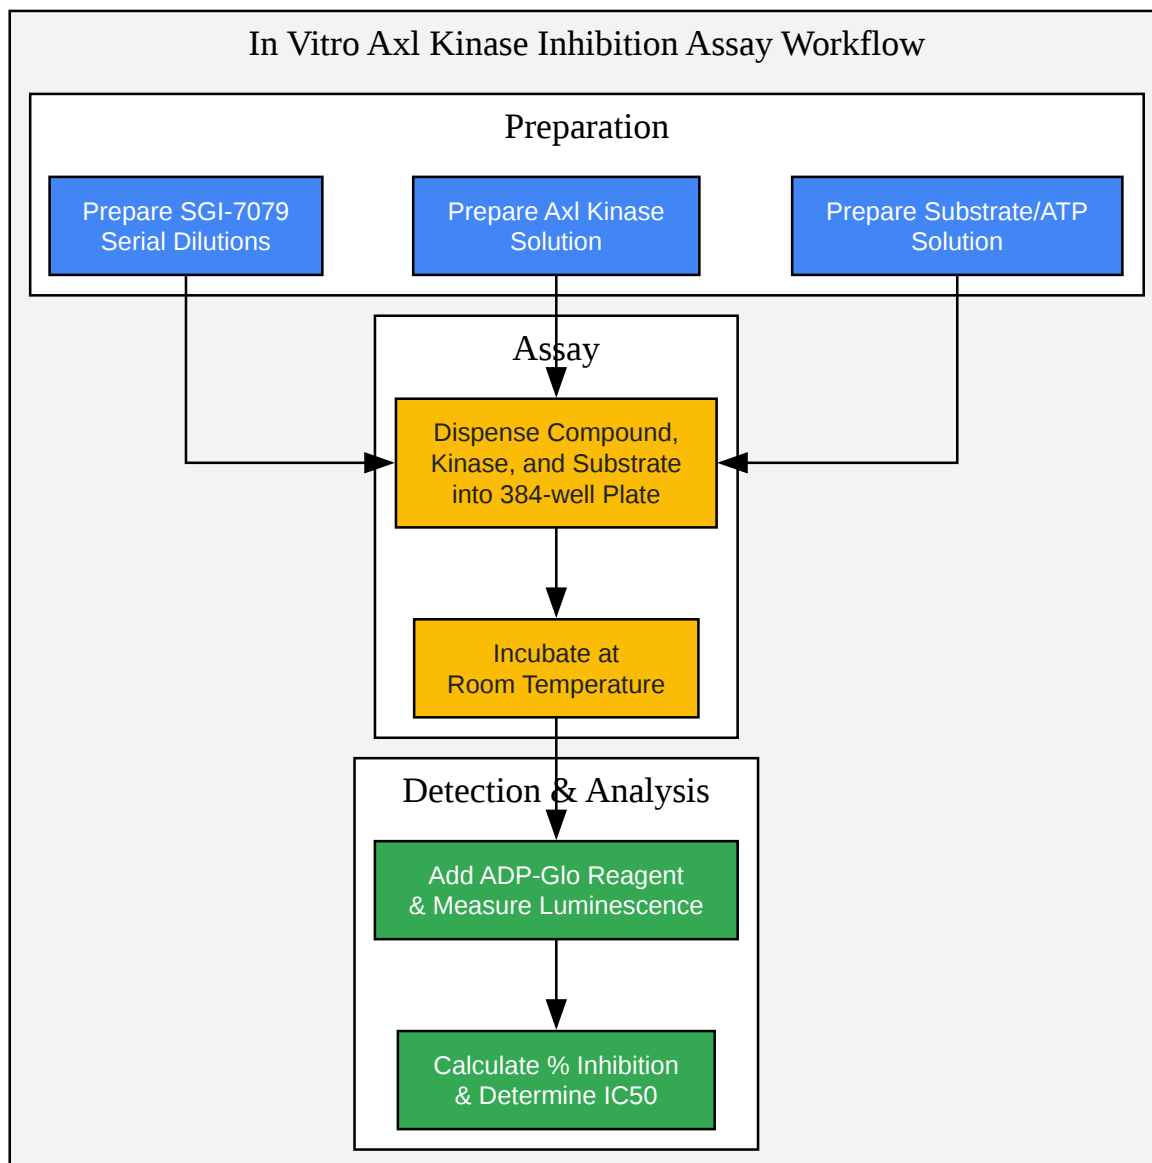 In Vitro Axl Kinase Inhibition Assay Workflow
Preparation
Prepare SGI-7079
Serial Dilutions
Prepare Axl Kinase
Solution
Prepare Substrate/ATP
Solution
Assay
Dispense Compound,
Kinase, and Substrate
into 384-well Plate
Incubate at
Room Temperature
Detection & Analysis
Add ADP-Glo Reagent
& Measure Luminescence
Calculate % Inhibition
& Determine IC50